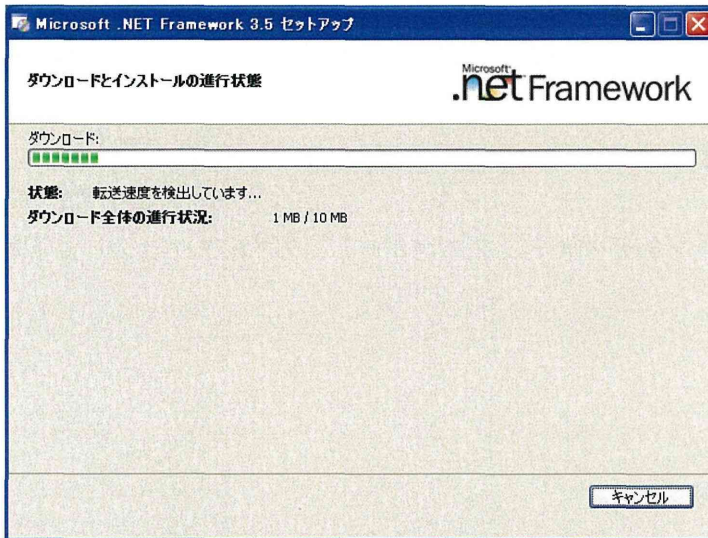 Microsoft .NET Framework 3.5 セットアップ
ダウンロードとインストールの進行状態
Microsoft .net Framework
ダウンロード:
状態: 転送速度を検出しています...
ダウンロード全体の進行状況: 1 MB / 10 MB
キャンセル